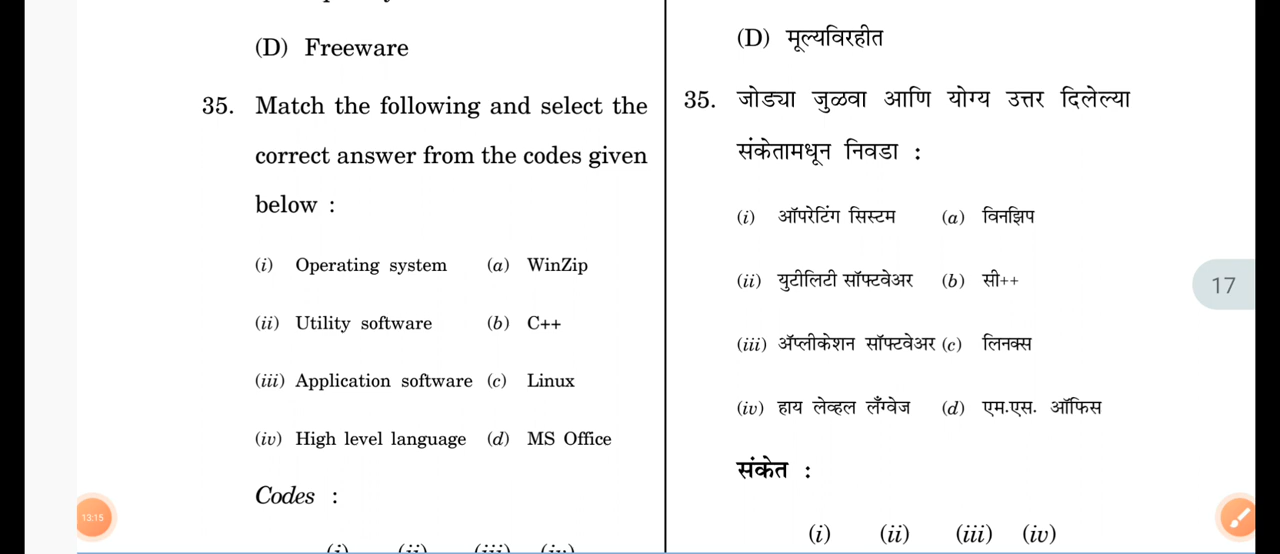 (D) Freeware
35. Match the following and select the
correct answer from the codes given
below :
(i) Operating system (a) WinZip
(ii) Utility software (b) C++
(iii) Application software (c) Linux
(iv) High level language (d) MS Office
Codes :
(i) (ii) (iii) (iv)
(D) मूल्यविरहीत
35. जोड्या जुळवा आणि योग्य उत्तर दिलेल्या
संकेतामधून निवडा :
(i) ऑपरेटिंग सिस्टम (a) विनझिप
(ii) युटीलिटी सॉफ्टवेअर (b) सी++
(iii) ॲप्लीकेशन सॉफ्टवेअर (c) लिनक्स
(iv) हाय लेव्हल लँग्वेज (d) एम.एस. ऑफिस
संकेत :
(i) (ii) (iii) (iv)
17
13:15